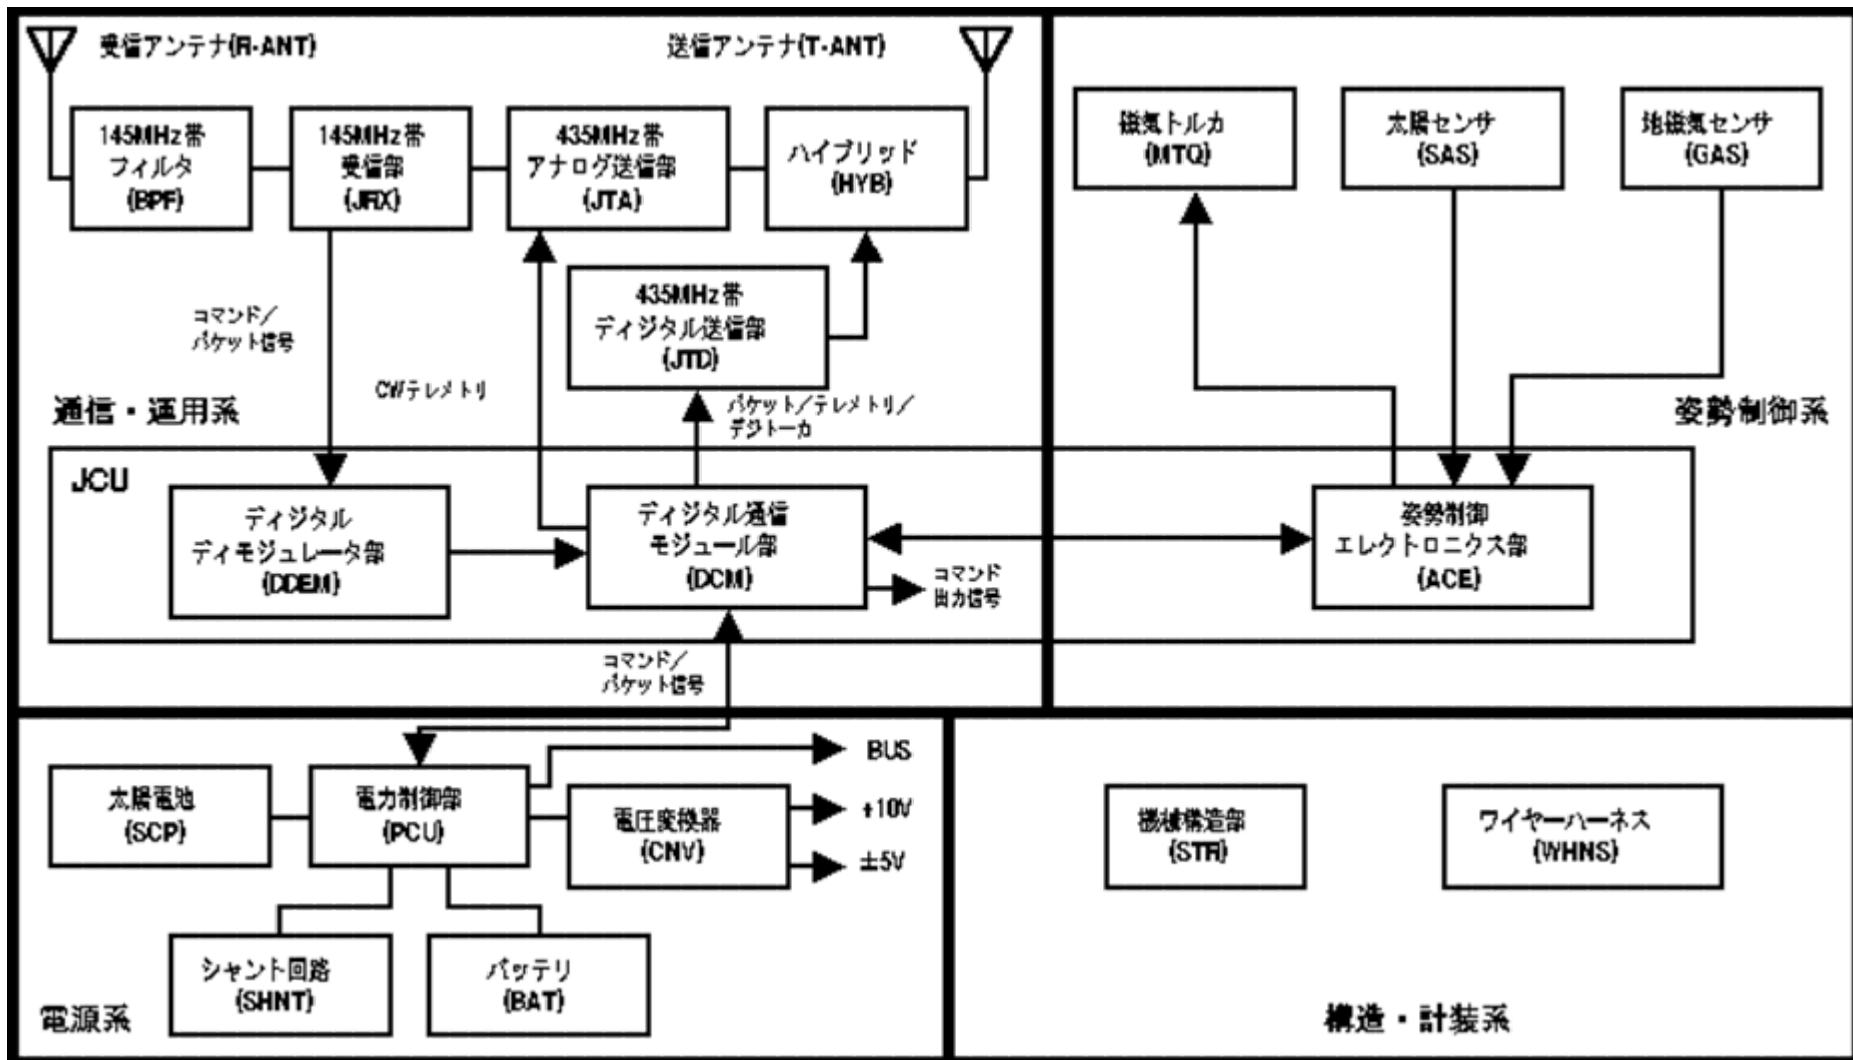 受信アンテナ(R-ANT)
送信アンテナ(T-ANT)
145MHz帯
フィルタ
(BPF)
145MHz帯
受信部
(JRX)
435MHz帯
アナログ送信部
(JTA)
ハイブリッド
(HYB)
435MHz帯
ディジタル送信部
(JTD)
コマンド/
パケット信号
CWテレメトリ
パケット/テレメトリ/
デジトーカ
通信・運用系
磁気トルカ
(MTQ)
太陽センサ
(SAS)
地磁気センサ
(GAS)
姿勢制御系
JCU
ディジタル
ディモジュレータ部
(DDEM)
ディジタル通信
モジュール部
(DCM)
コマンド
出力信号
姿勢制御
エレクトロニクス部
(ACE)
コマンド/
パケット信号
太陽電池
(SCP)
電力制御部
(PCU)
電圧変換器
(CNV)
BUS
+10V
±5V
シャント回路
(SHNT)
バッテリ
(BAT)
電源系
機械構造部
(STR)
ワイヤーハーネス
(WHNS)
構造・計装系